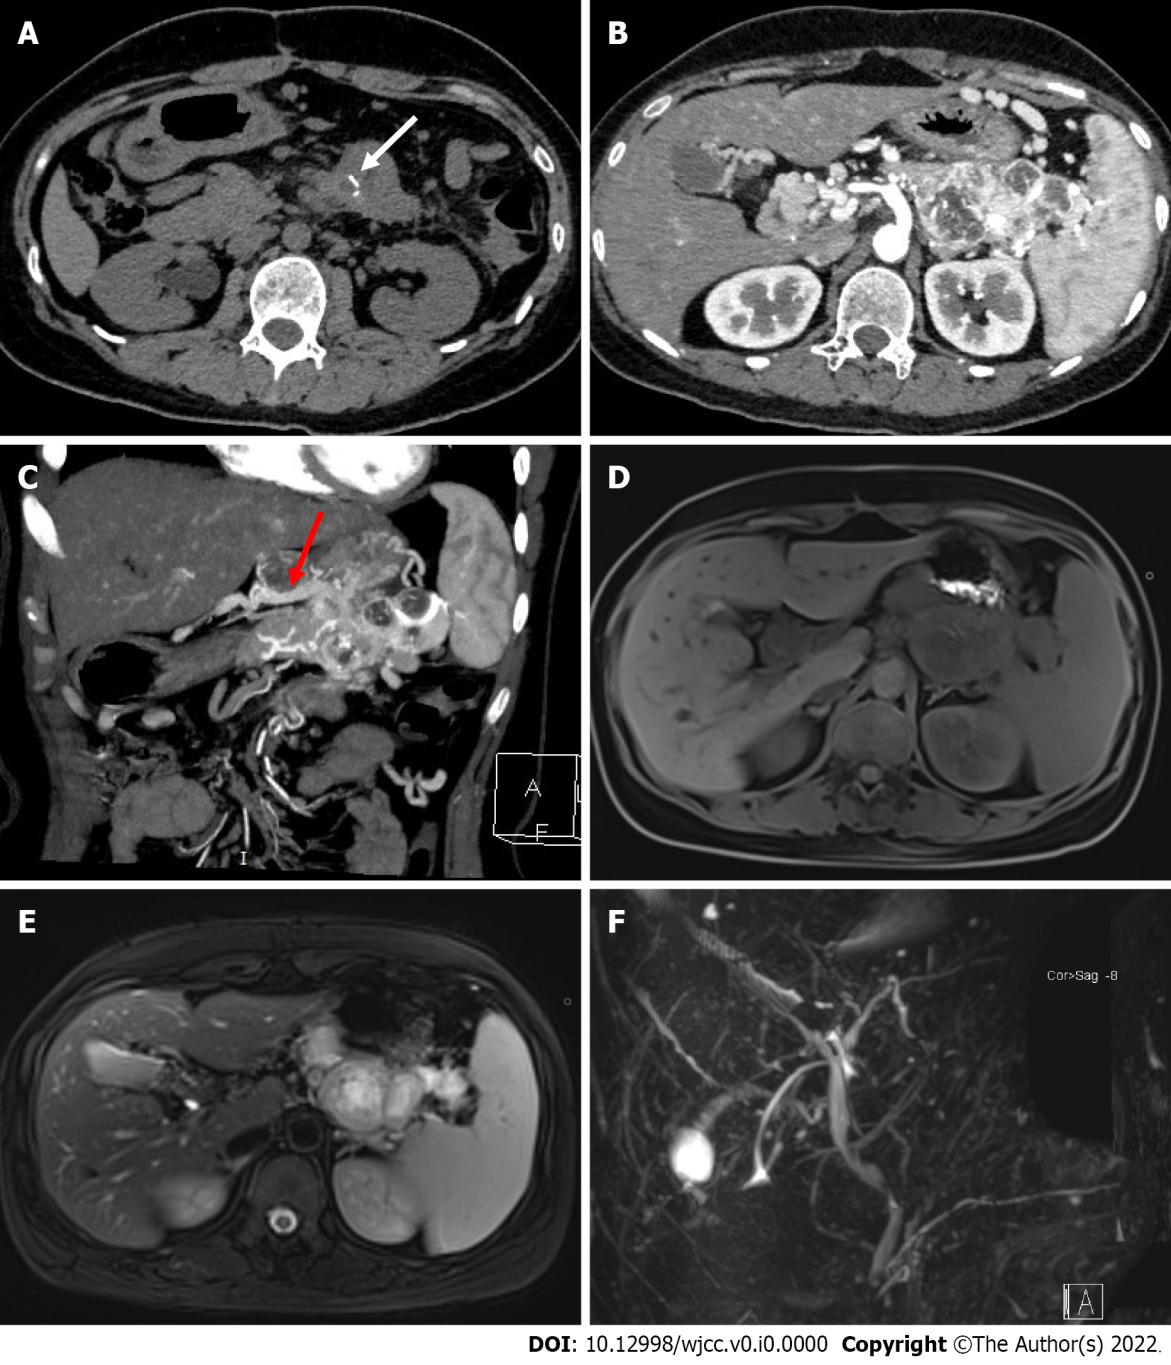 A
B
C
A
F
L
I
D
E
F
Cor>Sag -8
A
DOI: 10.12998/wjcc.v0.i0.0000 Copyright ©The Author(s) 2022.